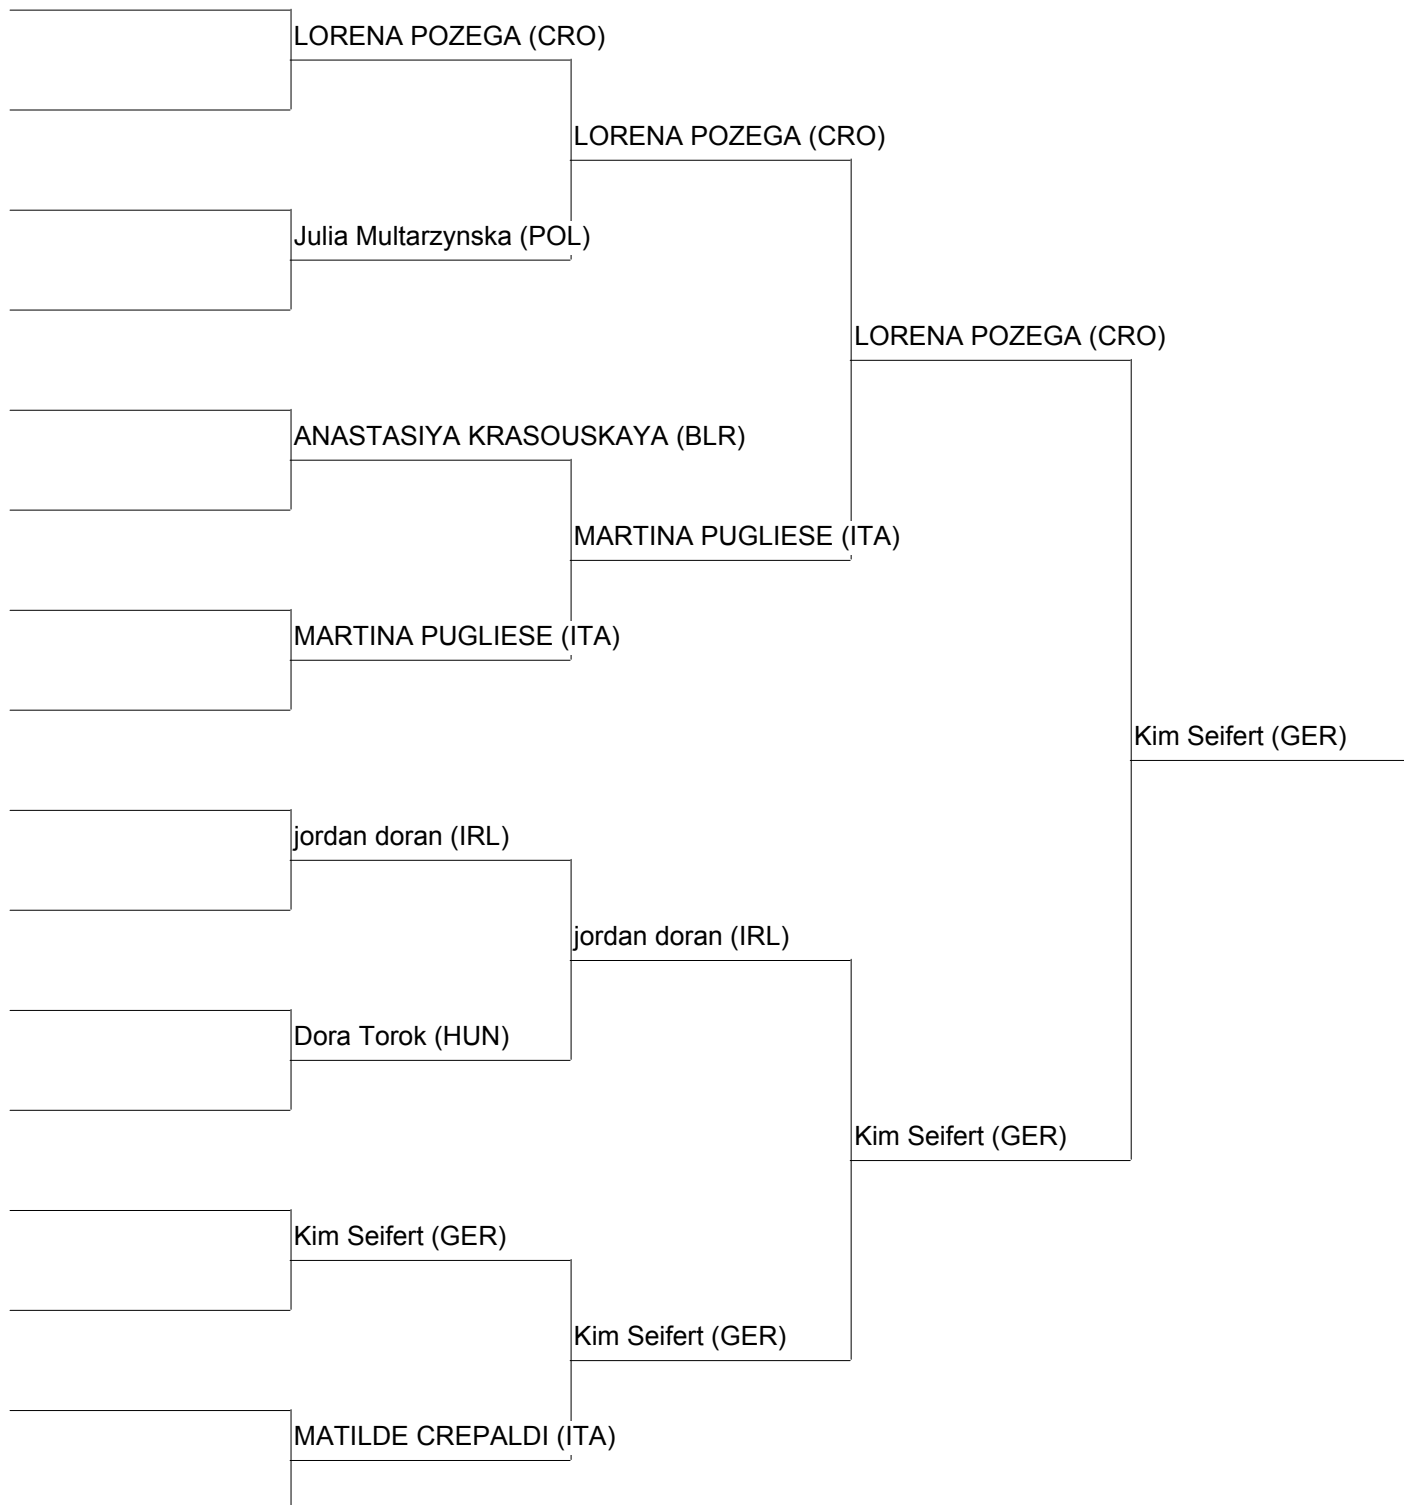 LORENA POZEGA (CRO)
LORENA POZEGA (CRO)
Julia Multarzynska (POL)
LORENA POZEGA (CRO)
ANASTASIYA KRASOUSKAYA (BLR)
MARTINA PUGLIESE (ITA)
MARTINA PUGLIESE (ITA)
Kim Seifert (GER)
jordan doran (IRL)
jordan doran (IRL)
Dora Torok (HUN)
Kim Seifert (GER)
Kim Seifert (GER)
Kim Seifert (GER)
MATILDE CREPALDI (ITA)